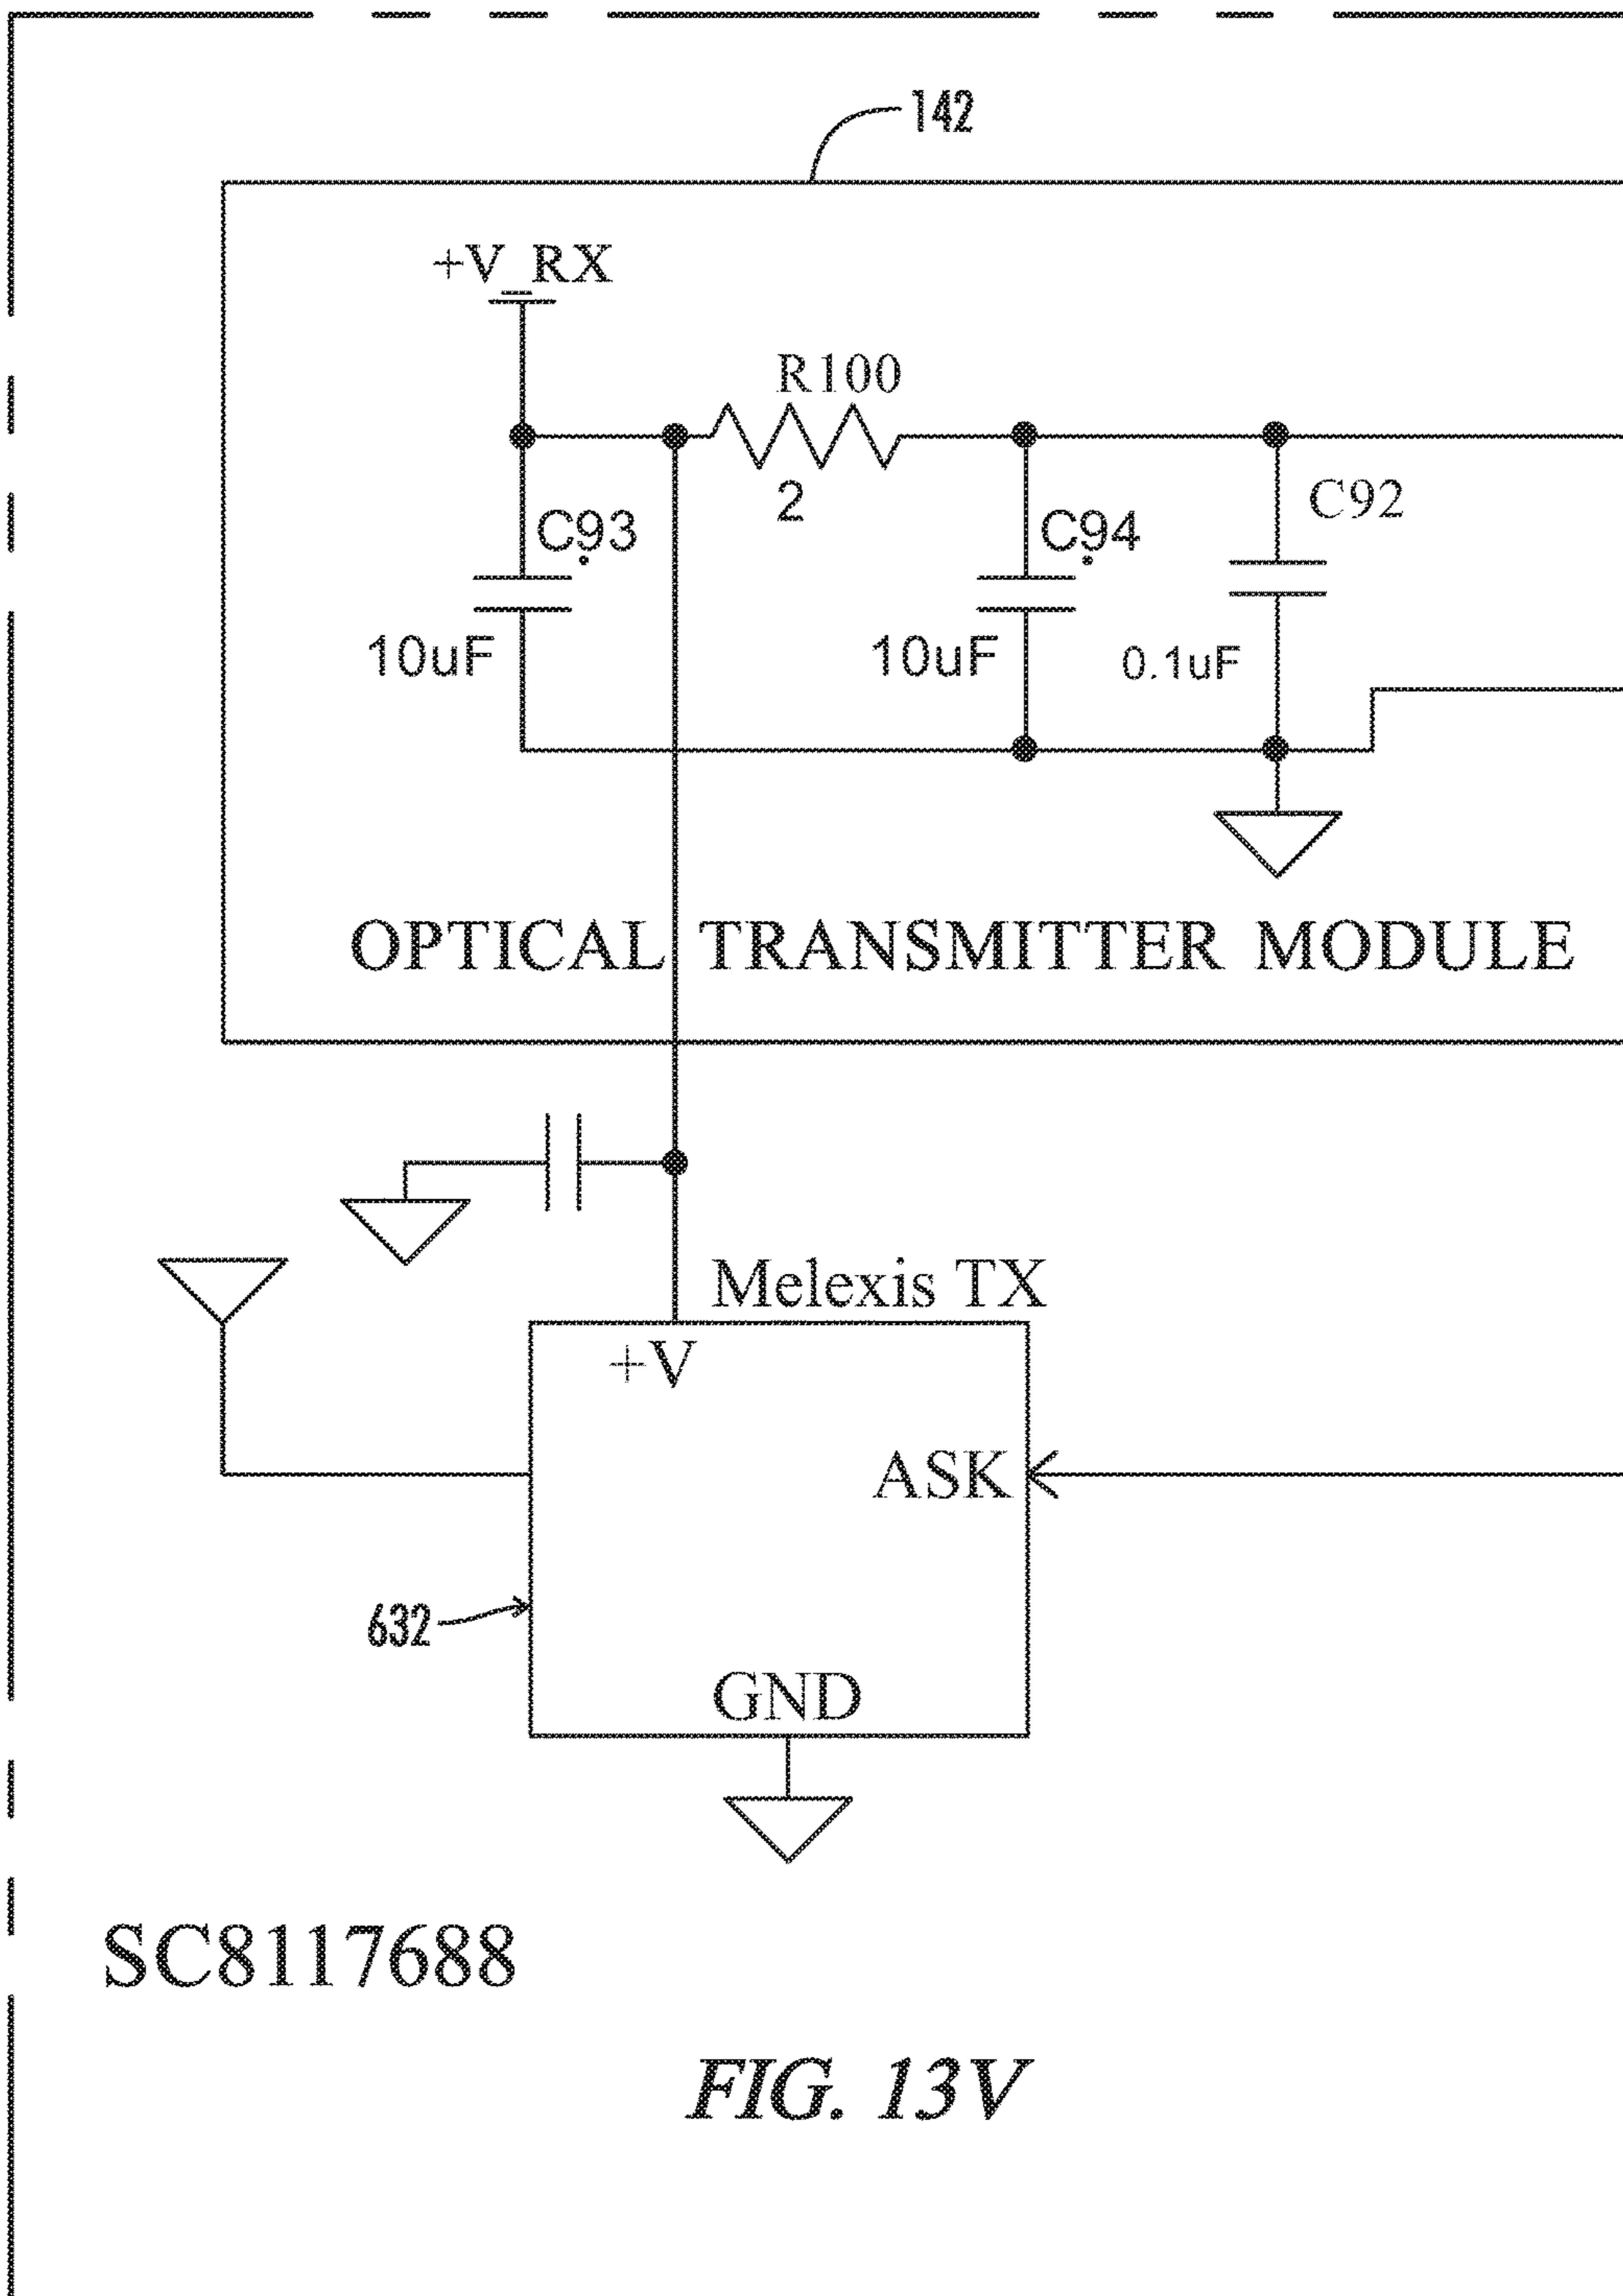 142
+V_RX
R100
2
C93
C94
C92
10uF
10uF
0.1uF
OPTICAL TRANSMITTER MODULE
Melexis TX
+V
ASK
632
GND
SC8117688
FIG. 13V